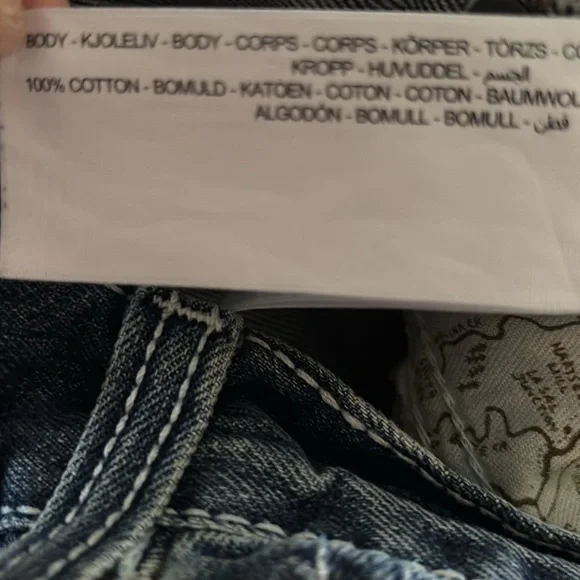 BODY - KJOLELIV - BODY - CORPS - CORPS - KÖRPER - TÖRZS - CO
KROPP - HUVUDDEL - الجسم
100% COTTON - BOMULD - KATOEN - COTON - COTON - BAUMWOL
ALGODÓN - BOMULL - BOMULL - قطن